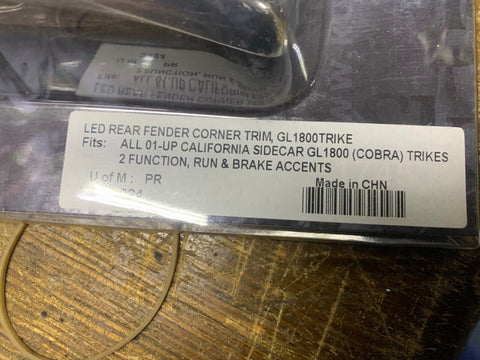 LED REAR FENDER CORNER TRIM, GL1800TRIKE
Fits: ALL 01-UP CALIFORNIA SIDECAR GL1800 (COBRA) TRIKES
2 FUNCTION, RUN & BRAKE ACCENTS
U of M : PR
Made in CHN